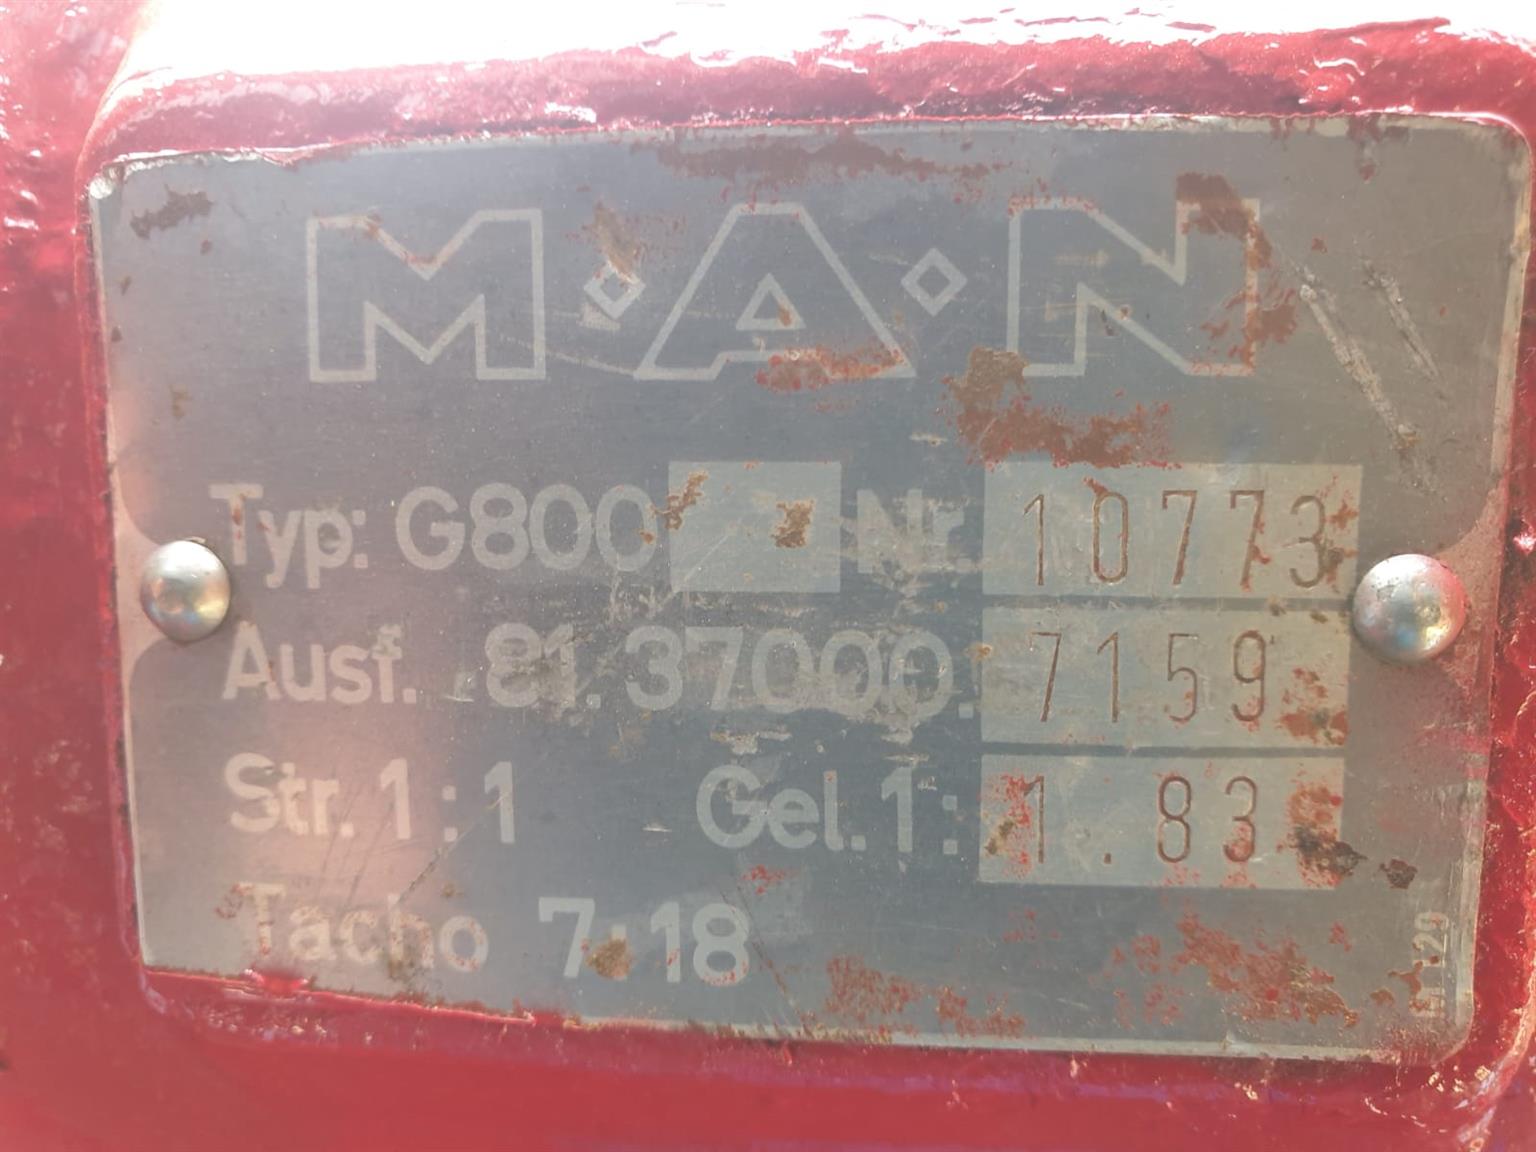 M·A·N
Typ: G800 Nr. 10773
Ausf. 81.37000. 7159
Str. 1:1 Gel. 1: 1.83
Tacho 7:18